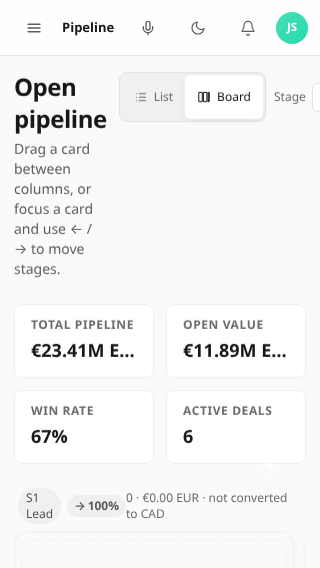 Pipeline
JS
Open
pipeline
List
Board
Stage
Drag a card
between
columns, or
focus a card
and use ← /
→ to move
stages.
TOTAL PIPELINE
€23.41M E...
OPEN VALUE
€11.89M E...
WIN RATE
67%
ACTIVE DEALS
6
S1
Lead
→ 100%
0 · €0.00 EUR · not converted
to CAD